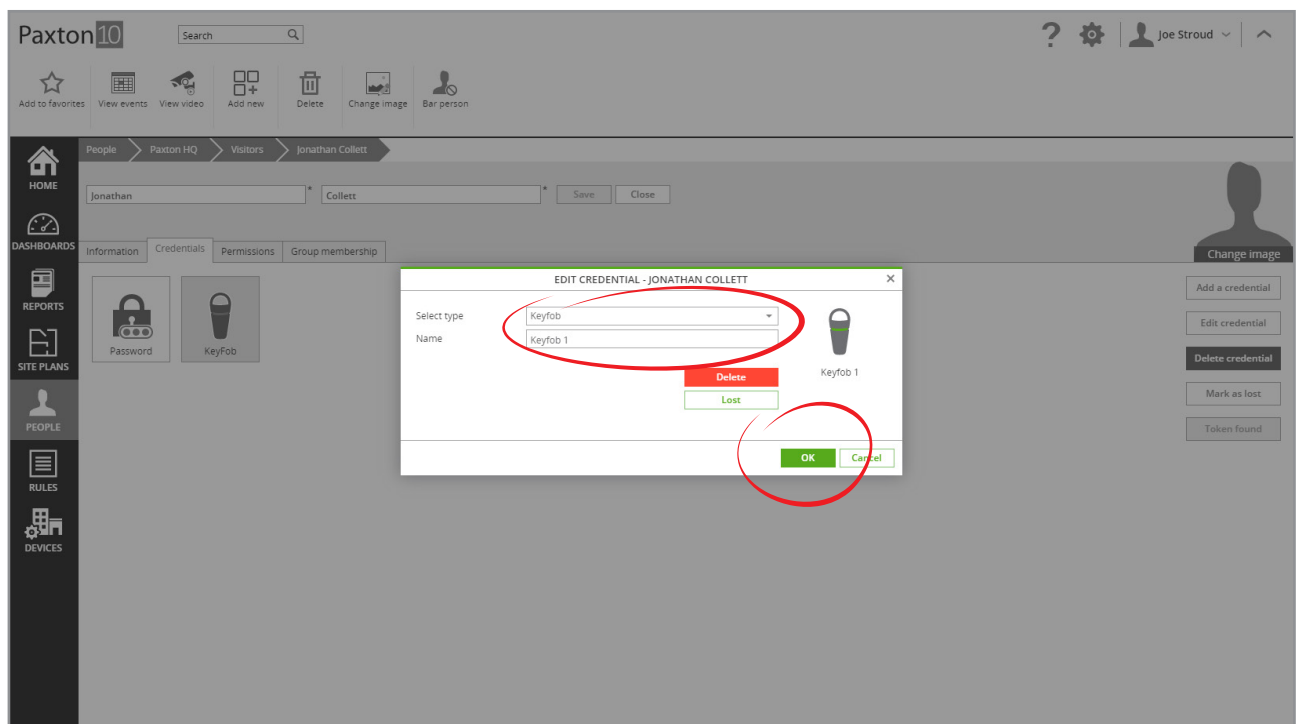 Paxton 10
Search
Joe Stroud
Add to favorites
View events
View video
Add new
Delete
Change image
Bar person
HOME
DASHBOARDS
REPORTS
SITE PLANS
PEOPLE
RULES
DEVICES
People
Paxton HQ
Visitors
Jonathan Collett
Jonathan *
Collett *
Save
Close
Change image
Information
Credentials
Permissions
Group membership
Password
KeyFob
EDIT CREDENTIAL - JONATHAN COLLETT
Select type
Keyfob
Name
Keyfob 1
Delete
Lost
Keyfob 1
OK
Cancel
Add a credential
Edit credential
Delete credential
Mark as lost
Token found